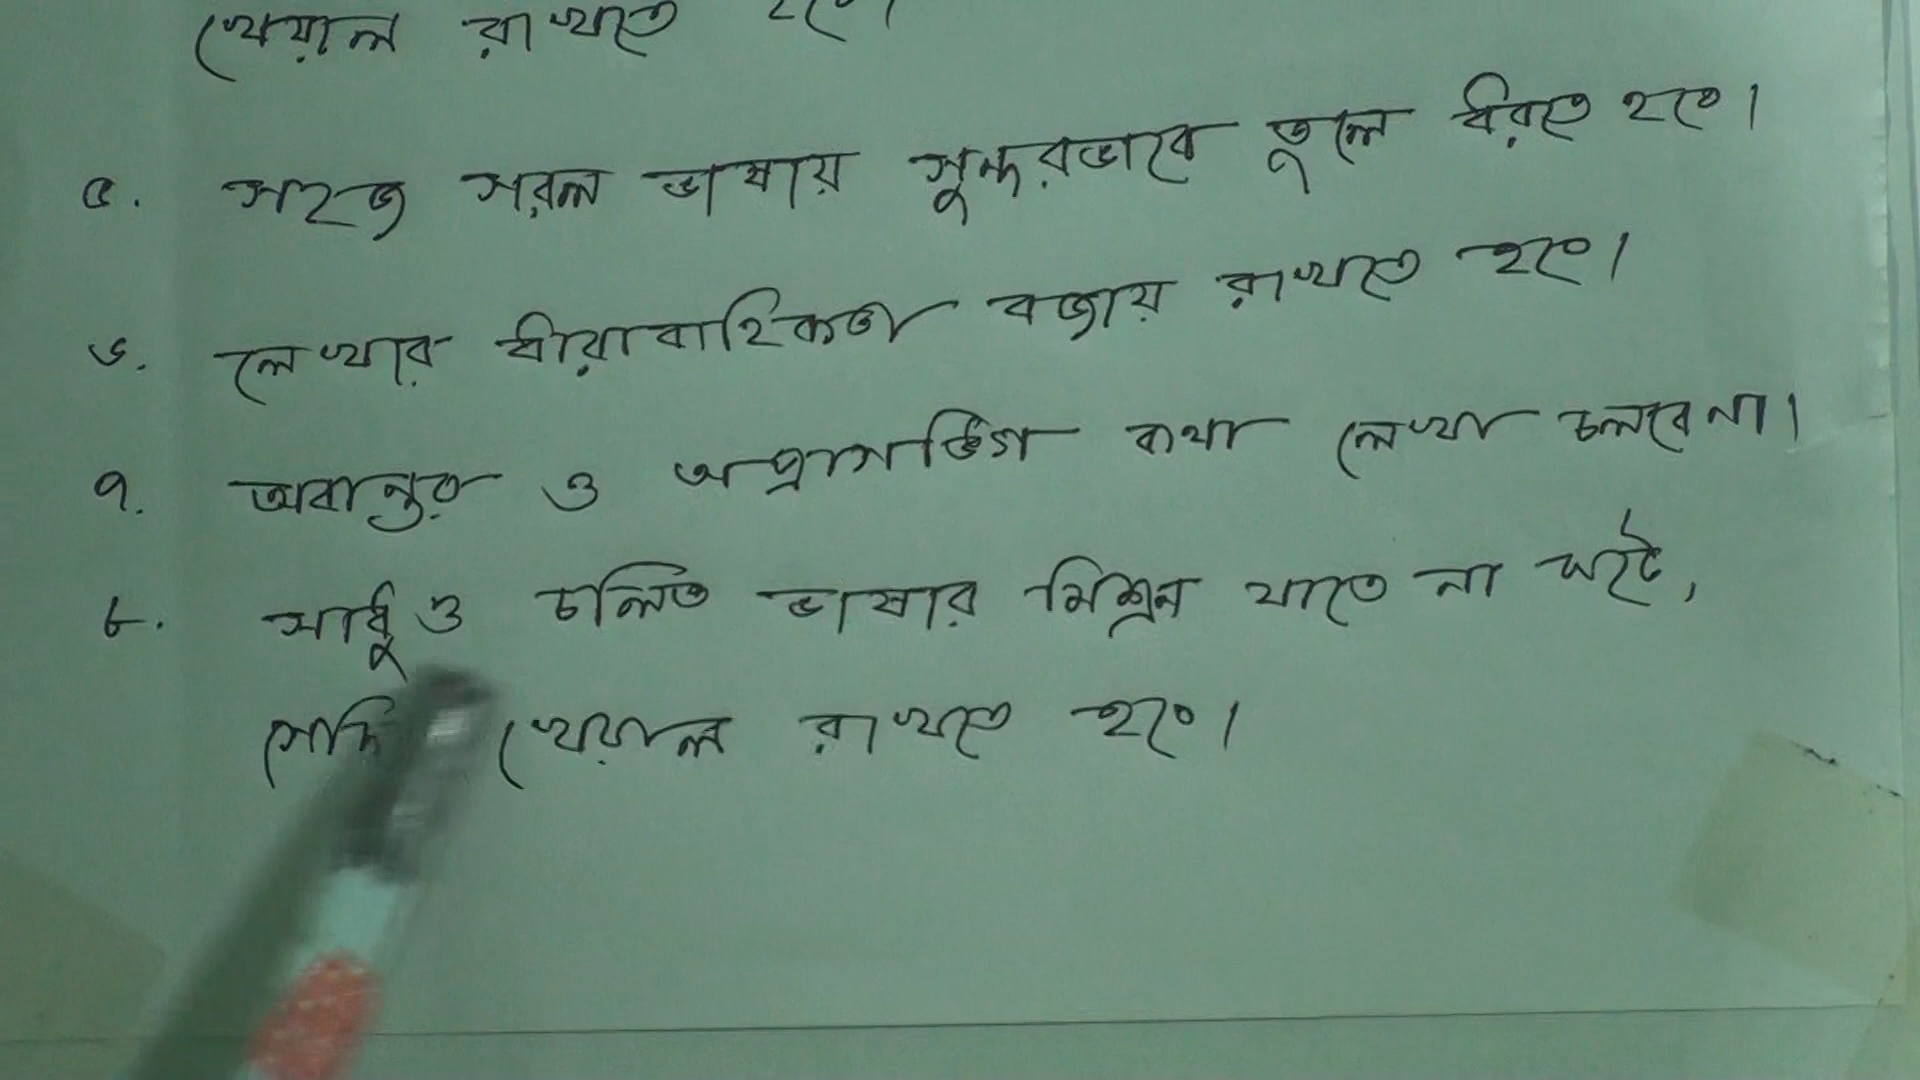 খেয়াল রাখতে হবে।
৫. সহজ সরল ভাষায় সুন্দরভাবে তুলে ধরতে হবে।
৬. লেখার ধারাবাহিকতা বজায় রাখতে হবে।
৭. অবান্তর ও অপ্রাসঙ্গিগ কথা লেখা চলবে না।
৮. সাধু ও চলিত ভাষার মিশ্রন যাতে না ঘটে,
খেয়াল রাখতে হবে।